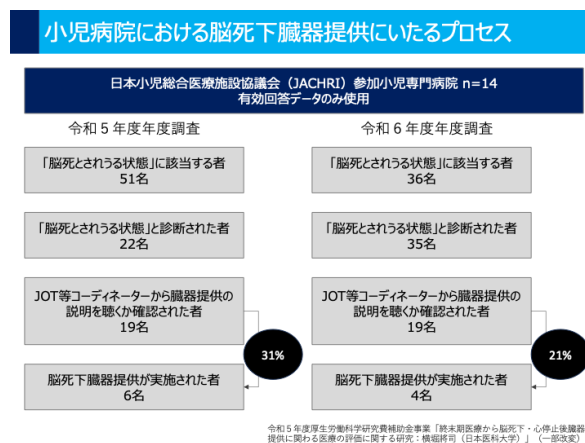 小児病院における脳死下臓器提供にいたるプロセス
日本小児総合医療施設協議会（JACHRI）参加小児専門病院 n=14
有効回答データのみ使用
令和５年度年度調査
「脳死とされうる状態」に該当する者
51名
「脳死とされうる状態」と診断された者
22名
JOT等コーディネーターから臓器提供の
説明を聴くか確認された者
19名
31%
脳死下臓器提供が実施された者
6名
令和６年度年度調査
「脳死とされうる状態」に該当する者
36名
「脳死とされうる状態」と診断された者
35名
JOT等コーディネーターから臓器提供の
説明を聴くか確認された者
19名
21%
脳死下臓器提供が実施された者
4名
令和５年度厚生労働科学研究費補助金事業「終末期医療から脳死下・心停止後臓器
提供に関わる医療の評価に関する研究：横堀將司（日本医科大学）」（一部改変）